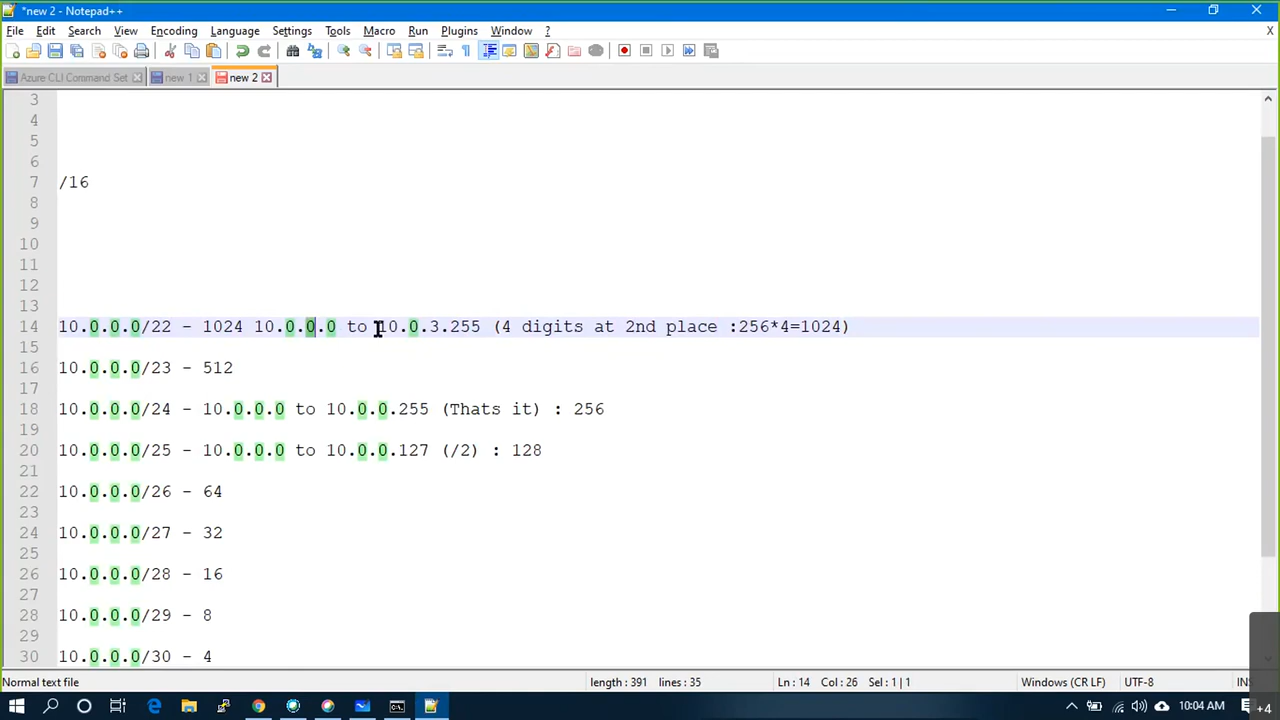 *new 2 - Notepad++
File Edit Search View Encoding Language Settings Tools Macro Run Plugins Window ? X
Azure CLI Command Set new 1 new 2
3
4
5
6
7 /16
8
9
10
11
12
13
14 10.0.0.0/22 - 1024 10.0.0.0 to 10.0.3.255 (4 digits at 2nd place :256*4=1024)
15
16 10.0.0.0/23 - 512
17
18 10.0.0.0/24 - 10.0.0.0 to 10.0.0.255 (Thats it) : 256
19
20 10.0.0.0/25 - 10.0.0.0 to 10.0.0.127 (/2) : 128
21
22 10.0.0.0/26 - 64
23
24 10.0.0.0/27 - 32
25
26 10.0.0.0/28 - 16
27
28 10.0.0.0/29 - 8
29
30 10.0.0.0/30 - 4
Normal text file length : 391 lines : 35 Ln : 14 Col : 26 Sel : 1 | 1 Windows (CR LF) UTF-8 IN
10:04 AM +4